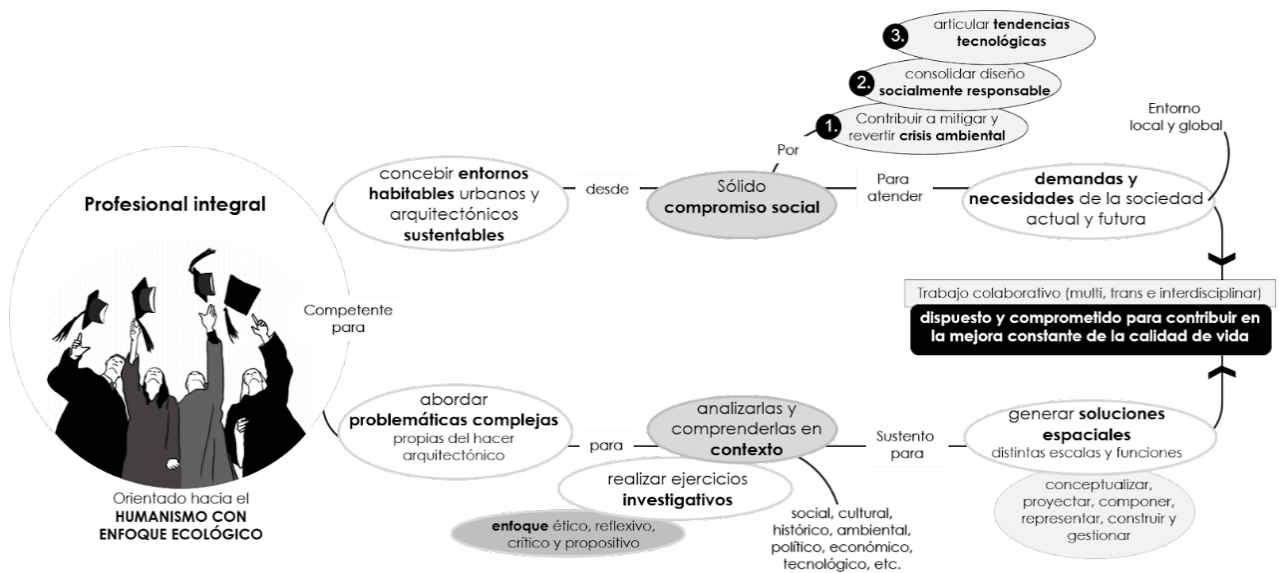 Profesional integral
Orientado hacia el
HUMANISMO CON
ENFOQUE ECOLÓGICO
Competente
para
concebir entornos
habitables urbanos y
arquitectónicos
sustentables
desde
Sólido
compromiso social
Por
1. Contribuir a mitigar y
revertir crisis ambiental
2. consolidar diseño
socialmente responsable
3. articular tendencias
tecnológicas
Para
atender
demandas y
necesidades de la sociedad
actual y futura
Entorno
local y global
Trabajo colaborativo (multi, trans e interdisciplinar)
dispuesto y comprometido para contribuir en
la mejora constante de la calidad de vida
abordar
problemáticas complejas
propias del hacer
arquitectónico
para
analizarlas y
comprenderlas en
contexto
realizar ejercicios
investigativos
enfoque ético, reflexivo,
crítico y propositivo
social, cultural,
histórico, ambiental,
político, económico,
tecnológico, etc.
Sustento
para
generar soluciones
espaciales
distintas escalas y funciones
conceptualizar,
proyectar, componer,
representar, construir y
gestionar